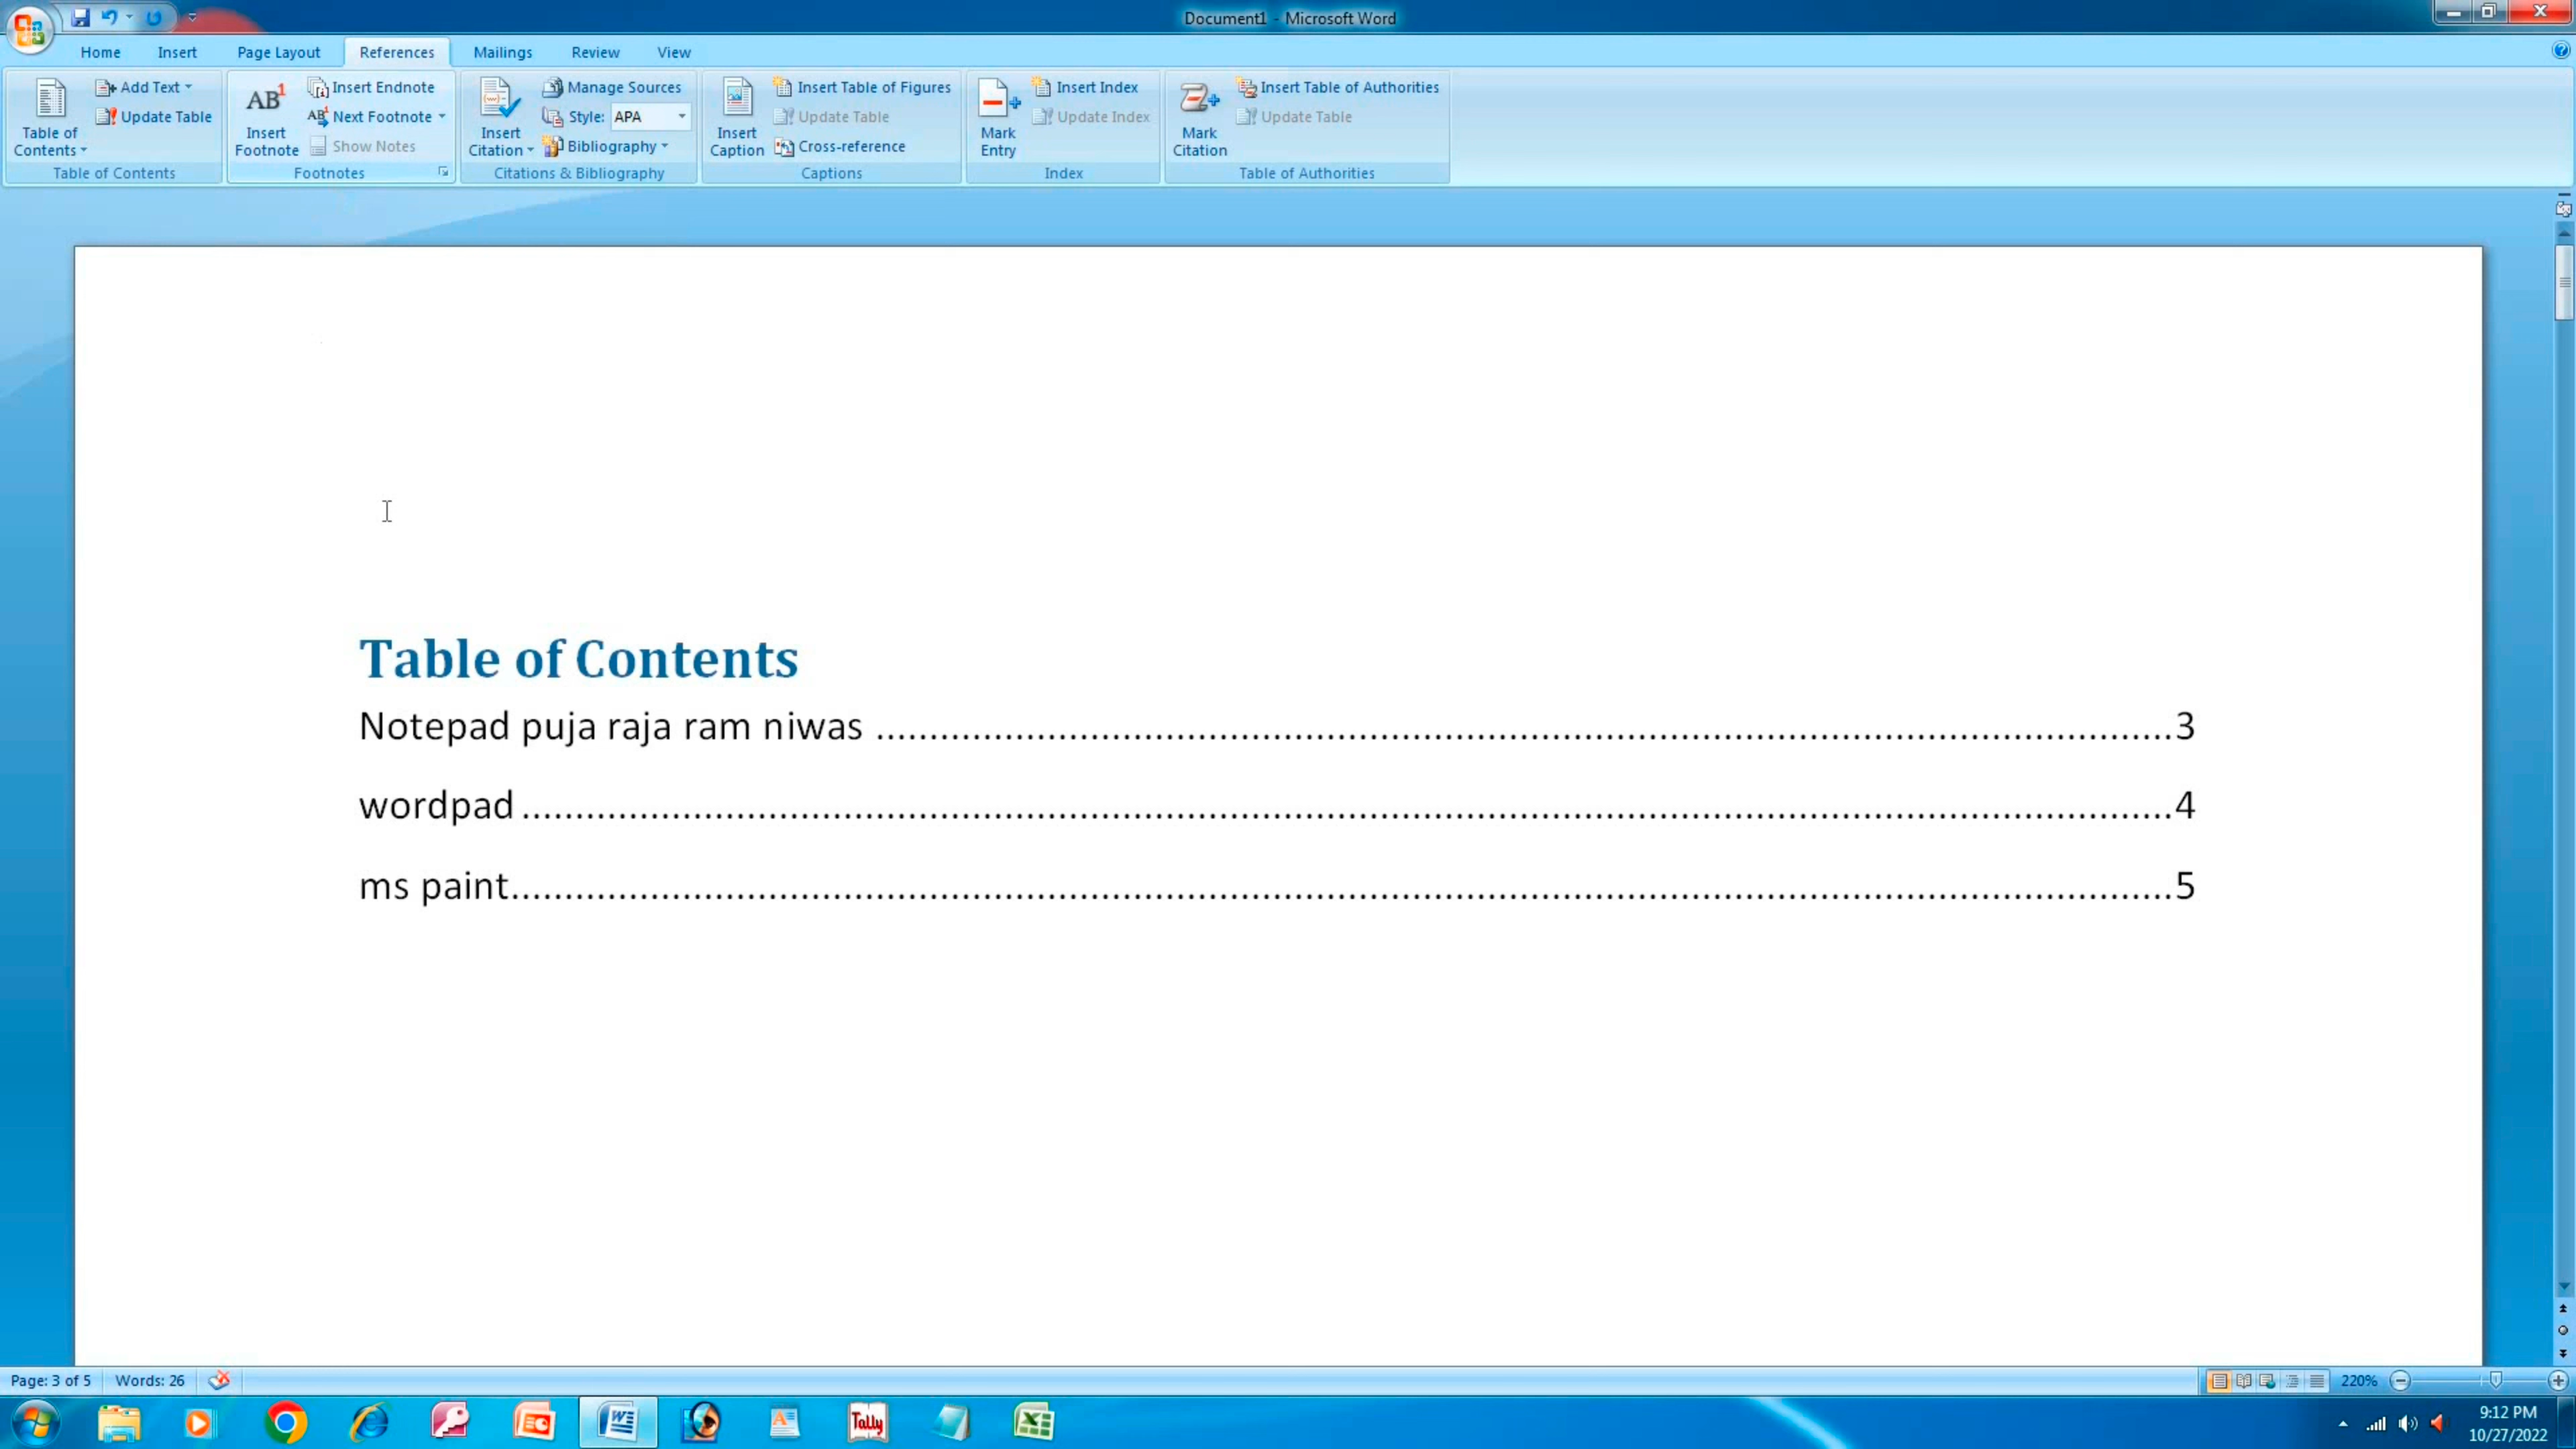 Document1 - Microsoft Word
Home Insert Page Layout References Mailings Review View
Table of Contents
Add Text
Update Table
Table of Contents
AB1 Insert Footnote
Insert Endnote
AB1 Next Footnote
Show Notes
Footnotes
Insert Citation
Manage Sources
Style: APA
Bibliography
Citations & Bibliography
Insert Caption
Insert Table of Figures
Update Table
Cross-reference
Captions
Mark Entry
Insert Index
Update Index
Index
Mark Citation
Insert Table of Authorities
Update Table
Table of Authorities
Table of Contents
Notepad puja raja ram niwas ........ 3
wordpad ........ 4
ms paint ........ 5
Page: 3 of 5 Words: 26 220%
Tally
9:12 PM
10/27/2022